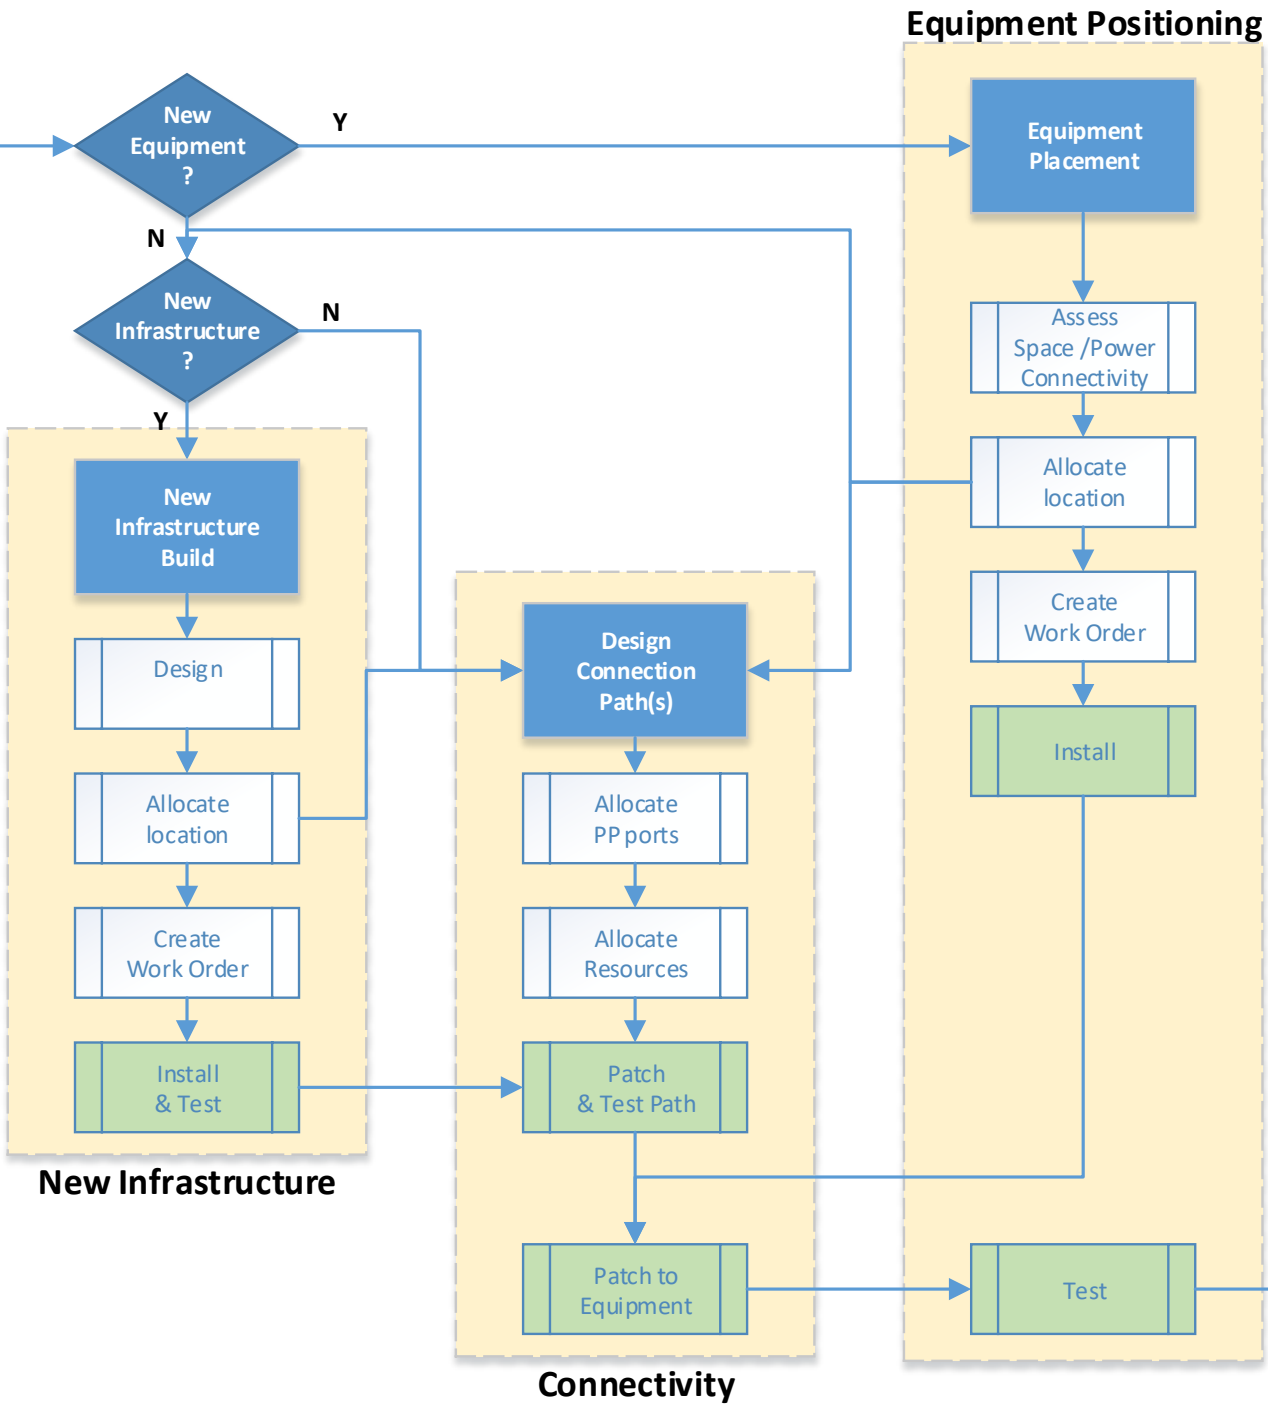 Equipment Positioning
New
Equipment
?
Y
N
Equipment
Placement
New
Infrastructure
?
N
Y
Assess
Space /Power
Connectivity
Allocate
location
Create
Work Order
Install
New
Infrastructure
Build
Design
Allocate
location
Create
Work Order
Install
& Test
New Infrastructure
Design
Connection
Path(s)
Allocate
PP ports
Allocate
Resources
Patch
& Test Path
Patch to
Equipment
Test
Connectivity